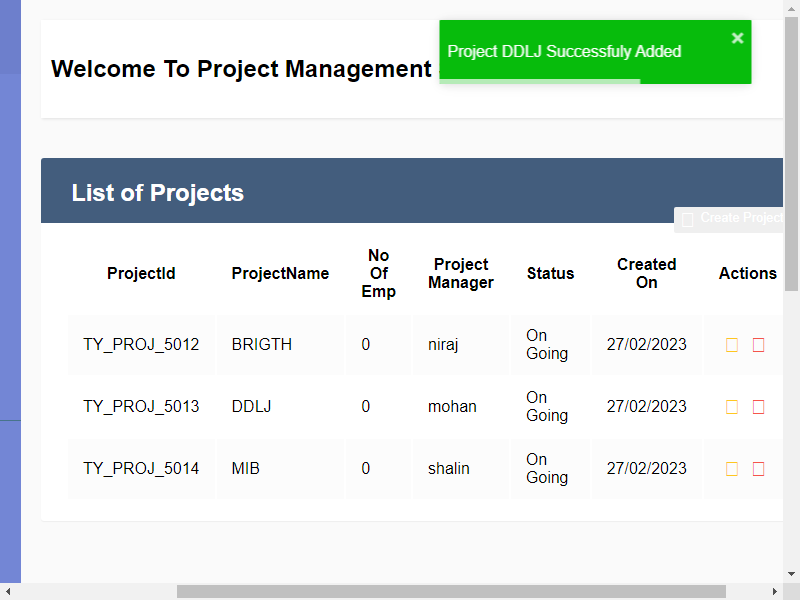 Project DDLJ Successfuly Added
Welcome To Project Management
List of Projects
Create Project
ProjectId ProjectName No Of Emp Project Manager Status Created On Actions
TY_PROJ_5012 BRIGTH 0 niraj On Going 27/02/2023
TY_PROJ_5013 DDLJ 0 mohan On Going 27/02/2023
TY_PROJ_5014 MIB 0 shalin On Going 27/02/2023